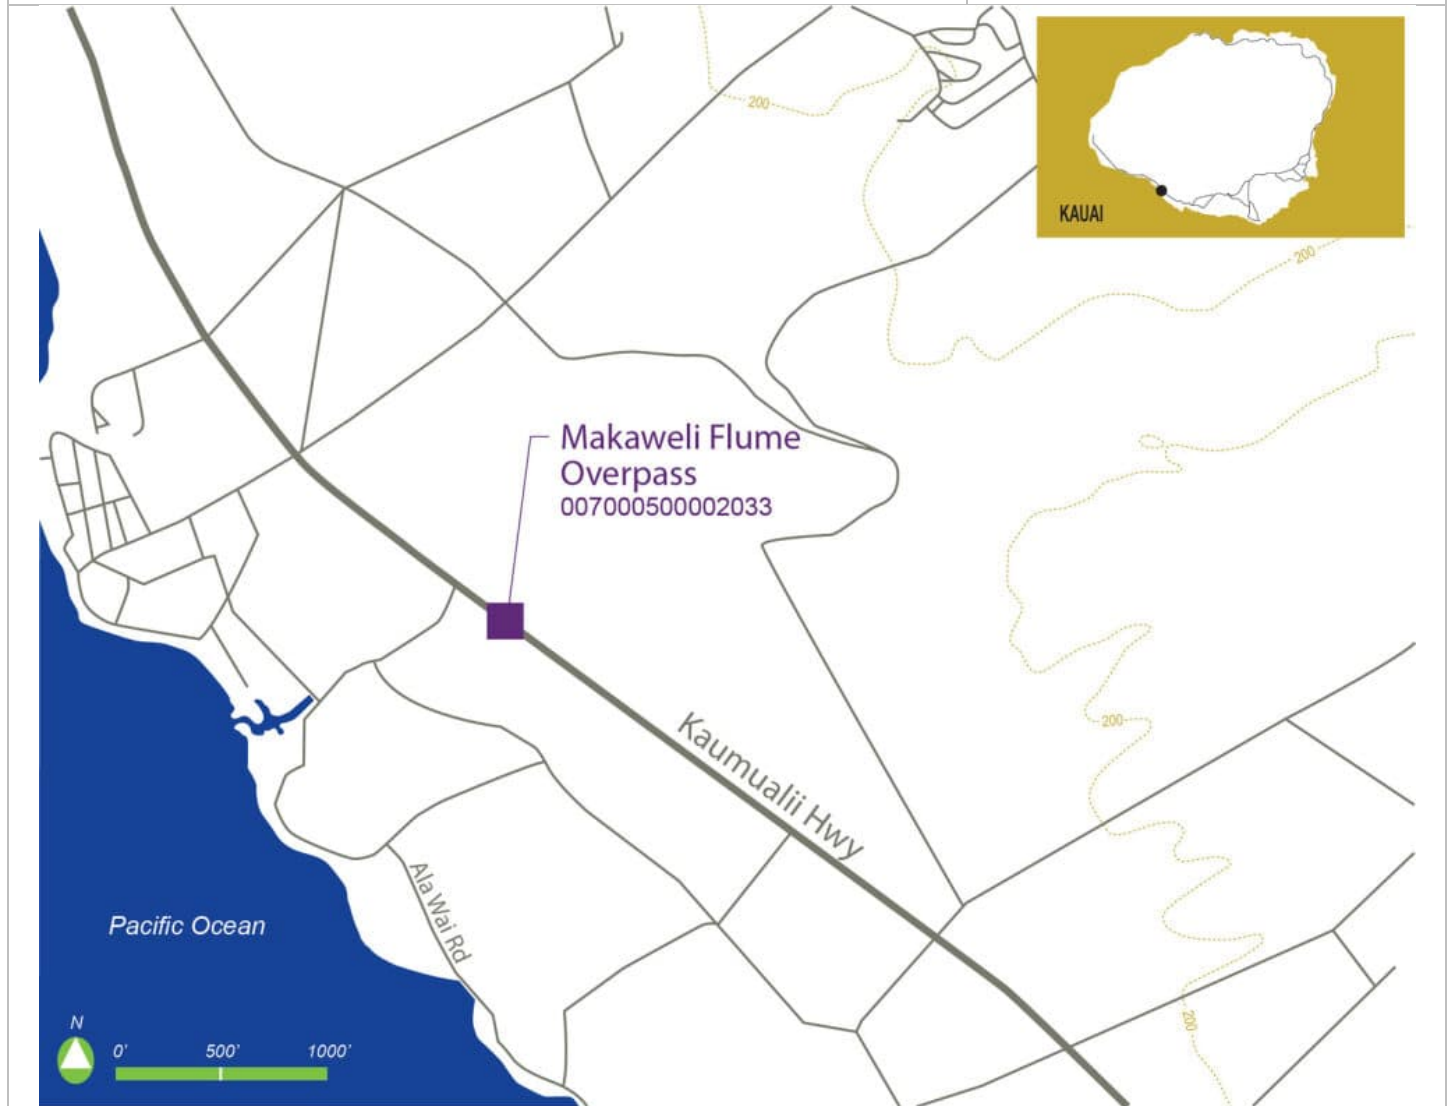 200
KAUAI
200
Makaweli Flume
Overpass
007000500002033
200
Kaumualii Hwy
Ala Wai Rd
Pacific Ocean
200
N
0' 500' 1000'